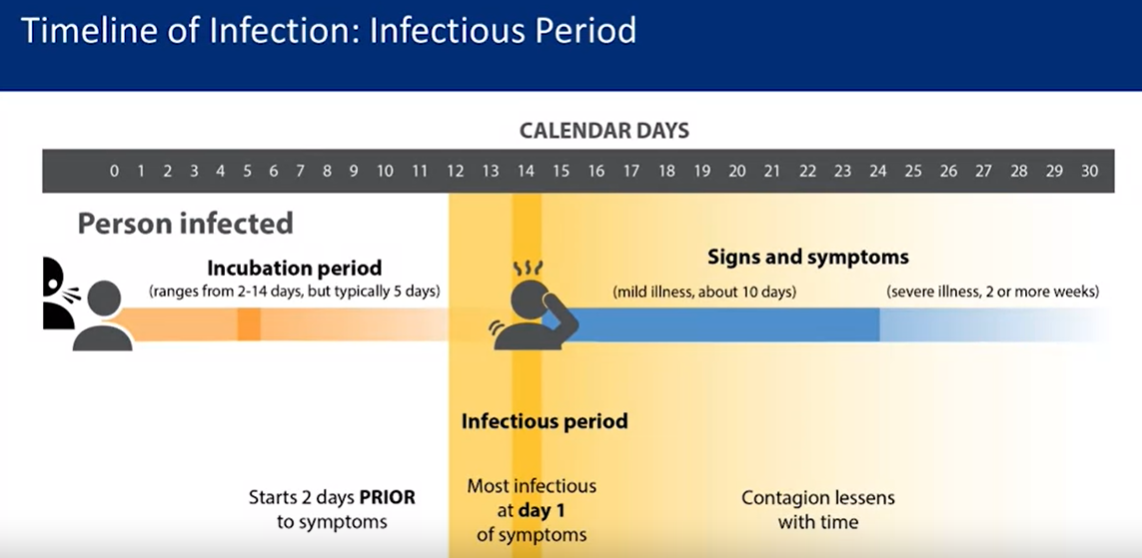 Timeline of Infection: Infectious Period
CALENDAR DAYS
0 1 2 3 4 5 6 7 8 9 10 11 12 13 14 15 16 17 18 19 20 21 22 23 24 25 26 27 28 29 30
Person infected
Incubation period
(ranges from 2-14 days, but typically 5 days)
Signs and symptoms
(mild illness, about 10 days)
(severe illness, 2 or more weeks)
Infectious period
Starts 2 days PRIOR
to symptoms
Most infectious
at day 1
of symptoms
Contagion lessens
with time